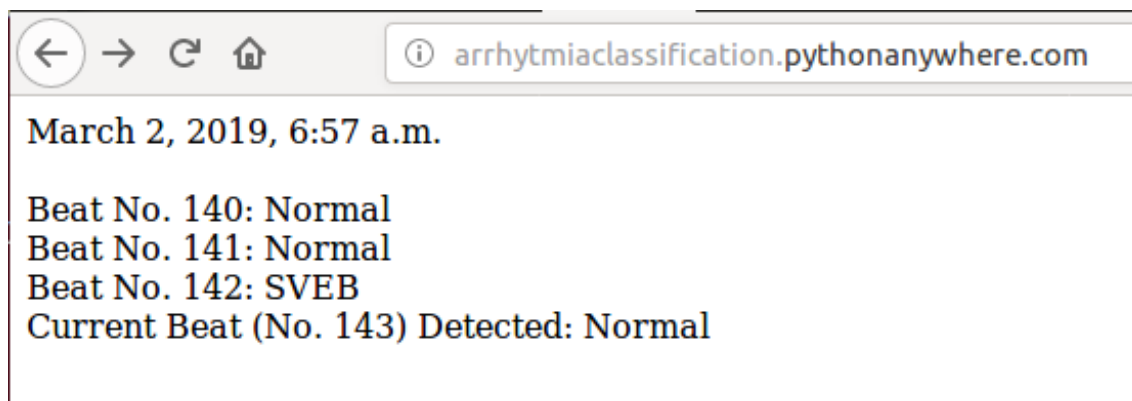 arrhytmiaclassification.pythonanywhere.com
March 2, 2019, 6:57 a.m.
Beat No. 140: Normal
Beat No. 141: Normal
Beat No. 142: SVEB
Current Beat (No. 143) Detected: Normal